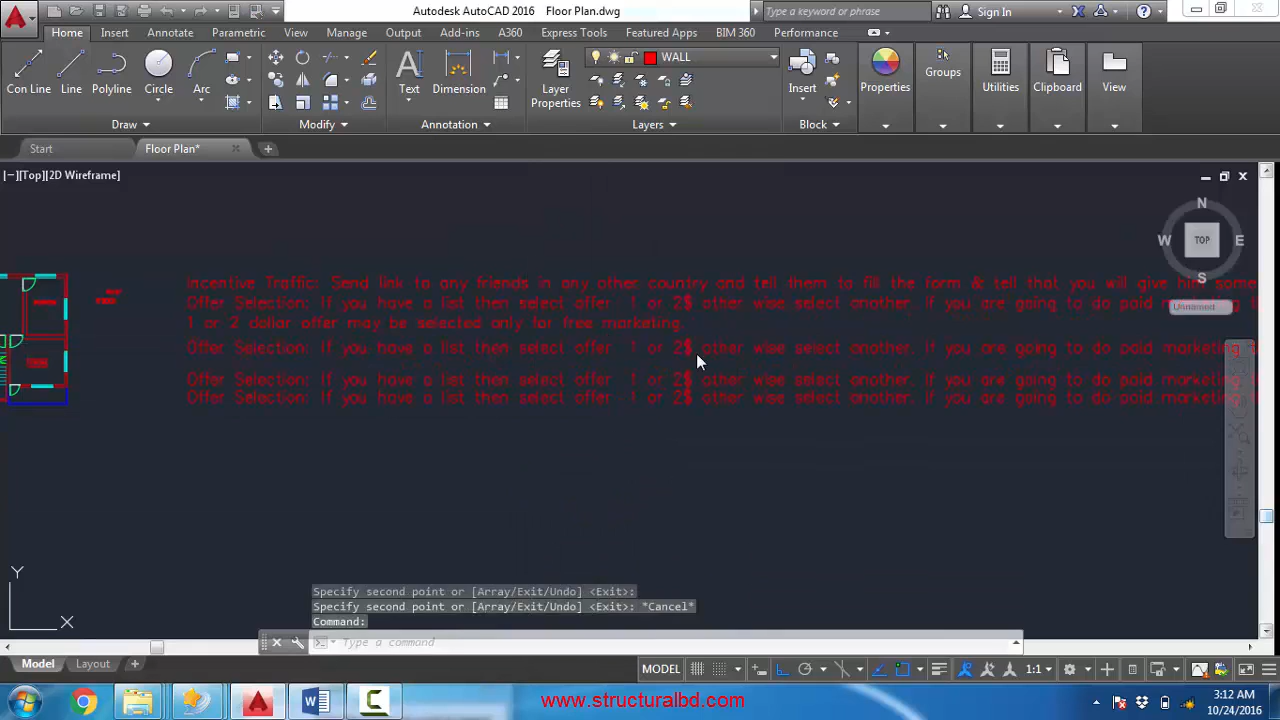 Autodesk AutoCAD 2016 Floor Plan.dwg
Type a keyword or phrase
Sign In
Home Insert Annotate Parametric View Manage Output Add-ins A360 Express Tools Featured Apps BIM 360 Performance
Con Line Line Polyline Circle Arc
Text Dimension
Layer Properties
WALL
Insert
Properties
Groups
Utilities
Clipboard
View
Draw Modify Annotation Layers Block
Start Floor Plan*
[−][Top][2D Wireframe]
N
W TOP E
S
Unnamed
Incentive Traffic: Send link to any friends in any other country and tell them to fill the form & tell that you will give him some
Offer Selection: If you have a list then select offer 1 or 2$ other wise select another. If you are going to do paid marketing
1 or 2 dollar offer may be selected only for free marketing.
Offer Selection: If you have a list then select offer 1 or 2$ other wise select another. If you are going to do paid marketing
Offer Selection: If you have a list then select offer 1 or 2$ other wise select another. If you are going to do paid marketing
Offer Selection: If you have a list then select offer 1 or 2$ other wise select another. If you are going to do paid marketing
Y
X
Specify second point or [Array/Exit/Undo] <Exit>:
Specify second point or [Array/Exit/Undo] <Exit>: *Cancel*
Command:
Type a command
Model Layout
MODEL
1:1
www.structuralbd.com
3:12 AM
10/24/2016